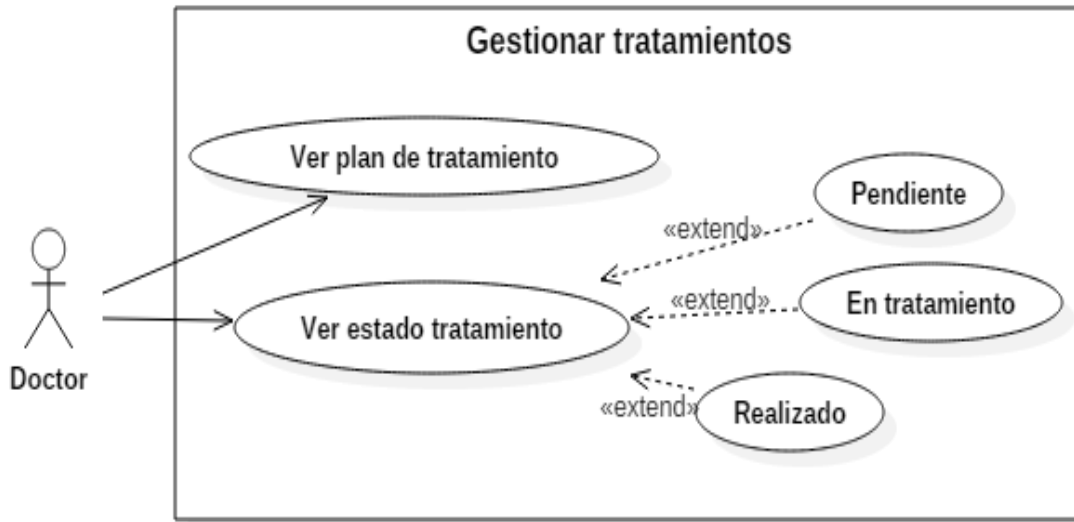 Gestionar tratamientos
Ver plan de tratamiento
Pendiente
«extend»
En tratamiento
«extend»
Ver estado tratamiento
Doctor
«extend»
Realizado